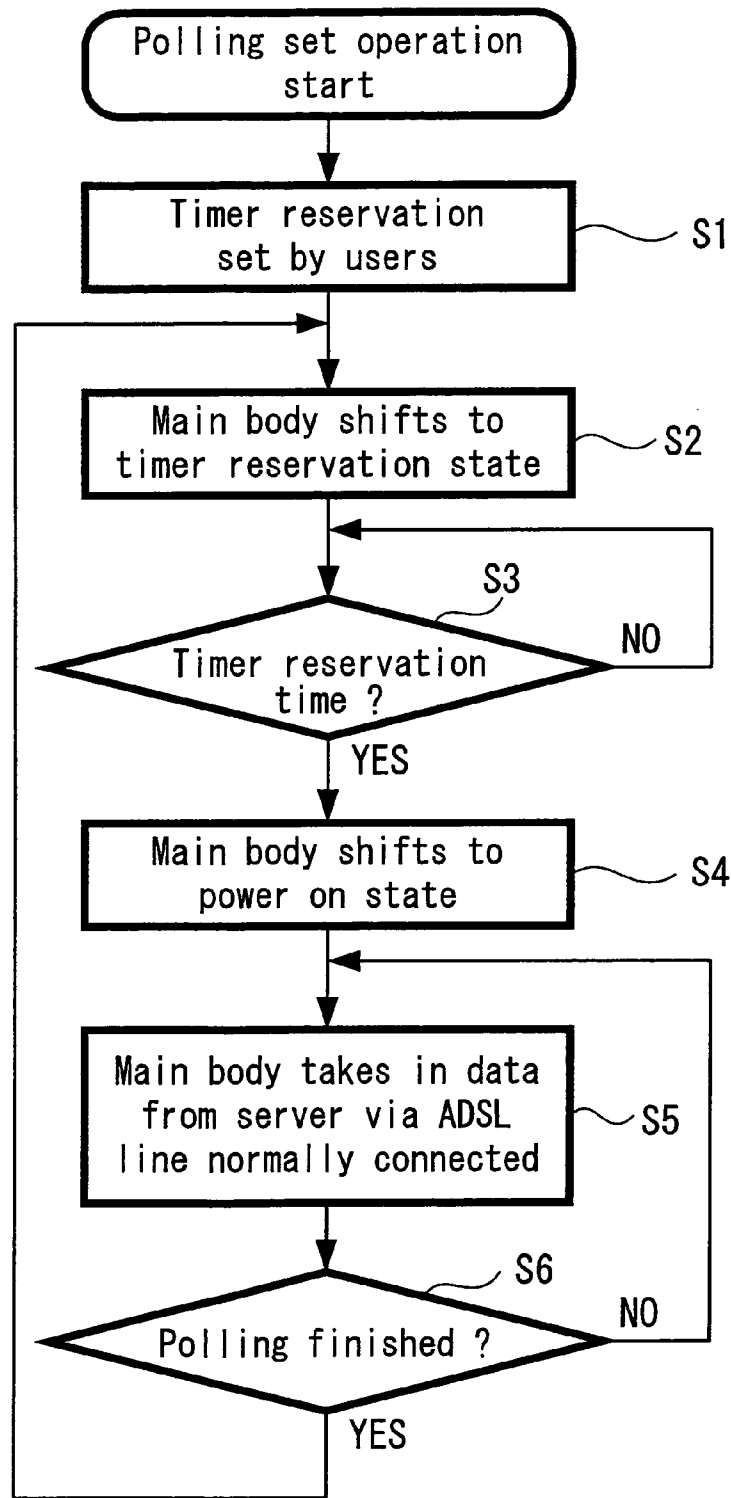 Polling set operation
start
Timer reservation
set by users
S1
Main body shifts to
timer reservation state
S2
S3
Timer reservation
time ?
NO
YES
Main body shifts to
power on state
S4
Main body takes in data
from server via ADSL
line normally connected
S5
S6
Polling finished ?
NO
YES